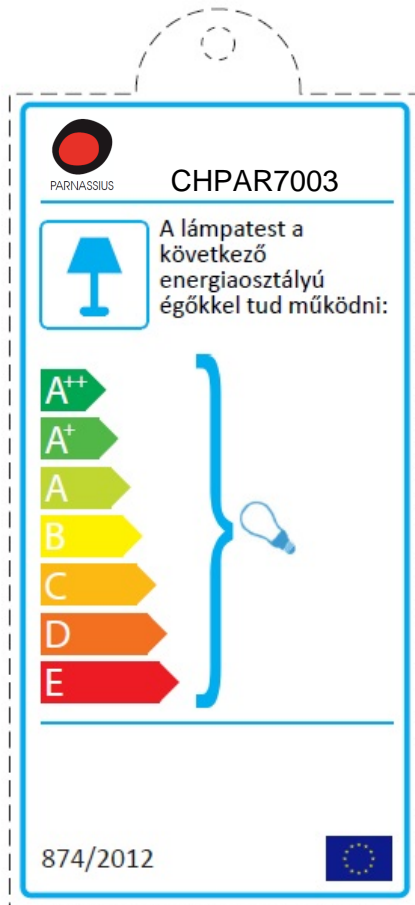 PARNASSIUS
CHPAR7003
A lámpatest a
következő
energiaosztályú
égőkkel tud működni:
A++
A+
A
B
C
D
E
874/2012